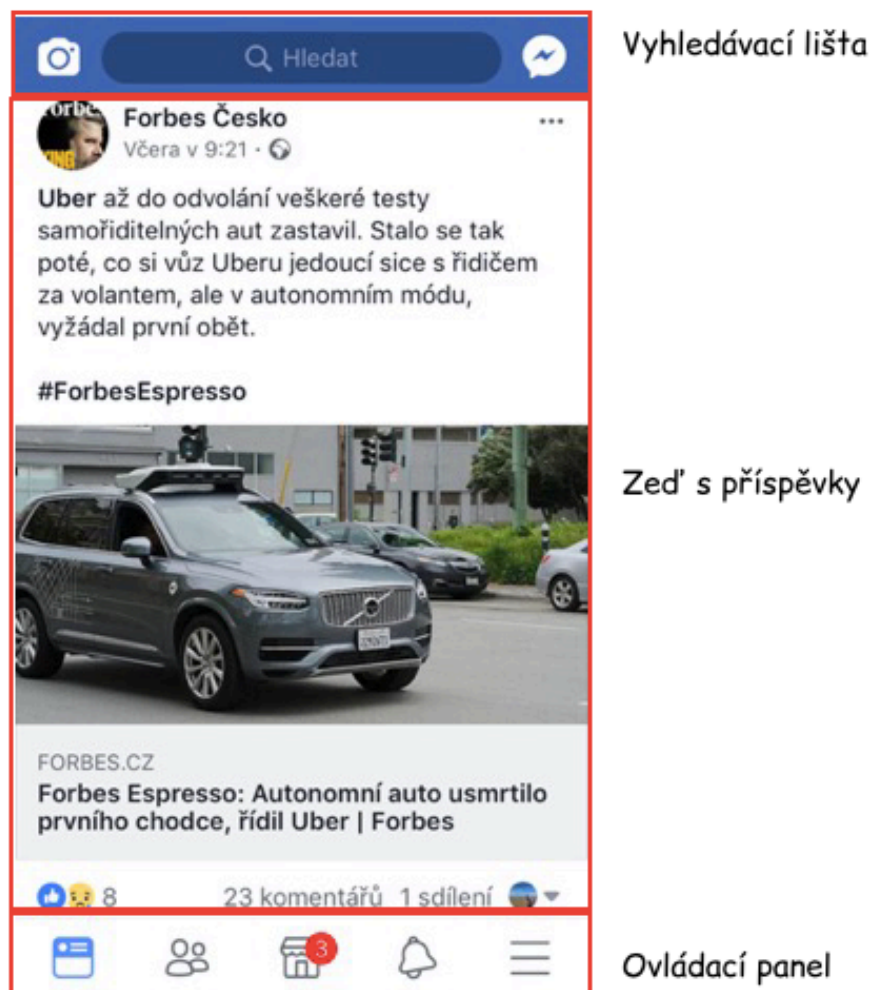 Hledat
Vyhledávací lišta
Forbes
KING
Forbes Česko
Včera v 9:21 ·
Uber až do odvolání veškeré testy
samořiditelných aut zastavil. Stalo se tak
poté, co si vůz Uberu jedoucí sice s řidičem
za volantem, ale v autonomním módu,
vyžádal první obět.
#ForbesEspresso
Zeď s příspěvky
FORBES.CZ
Forbes Espresso: Autonomní auto usmrtilo
prvního chodce, řídil Uber | Forbes
8 23 komentářů 1 sdílení
3
Ovládací panel